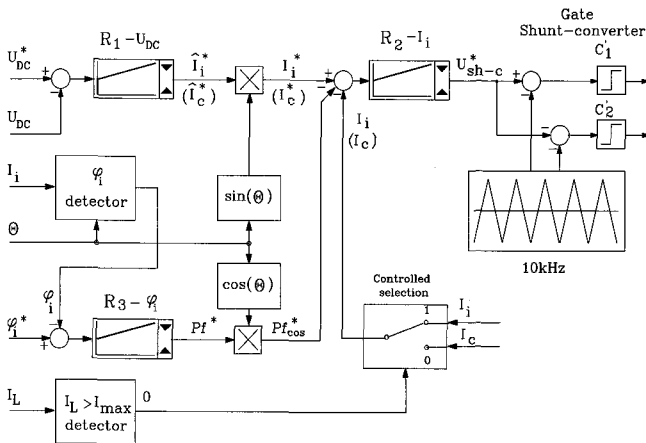 Gate
Shunt-converter
R1-UDC
R2-Ii
C'1
U*DC
Î*i
(Î*c)
I*i
(I*c)
U*sh-c
UDC
Ii
(Ic)
C'2
Ii
φi
detector
sin(Θ)
Θ
10kHz
cos(Θ)
Controlled
selection
φi
R3-φi
1
Ii
φ*i
Pf*
Pf*cos
Ic
0
IL
IL>Imax
detector
0